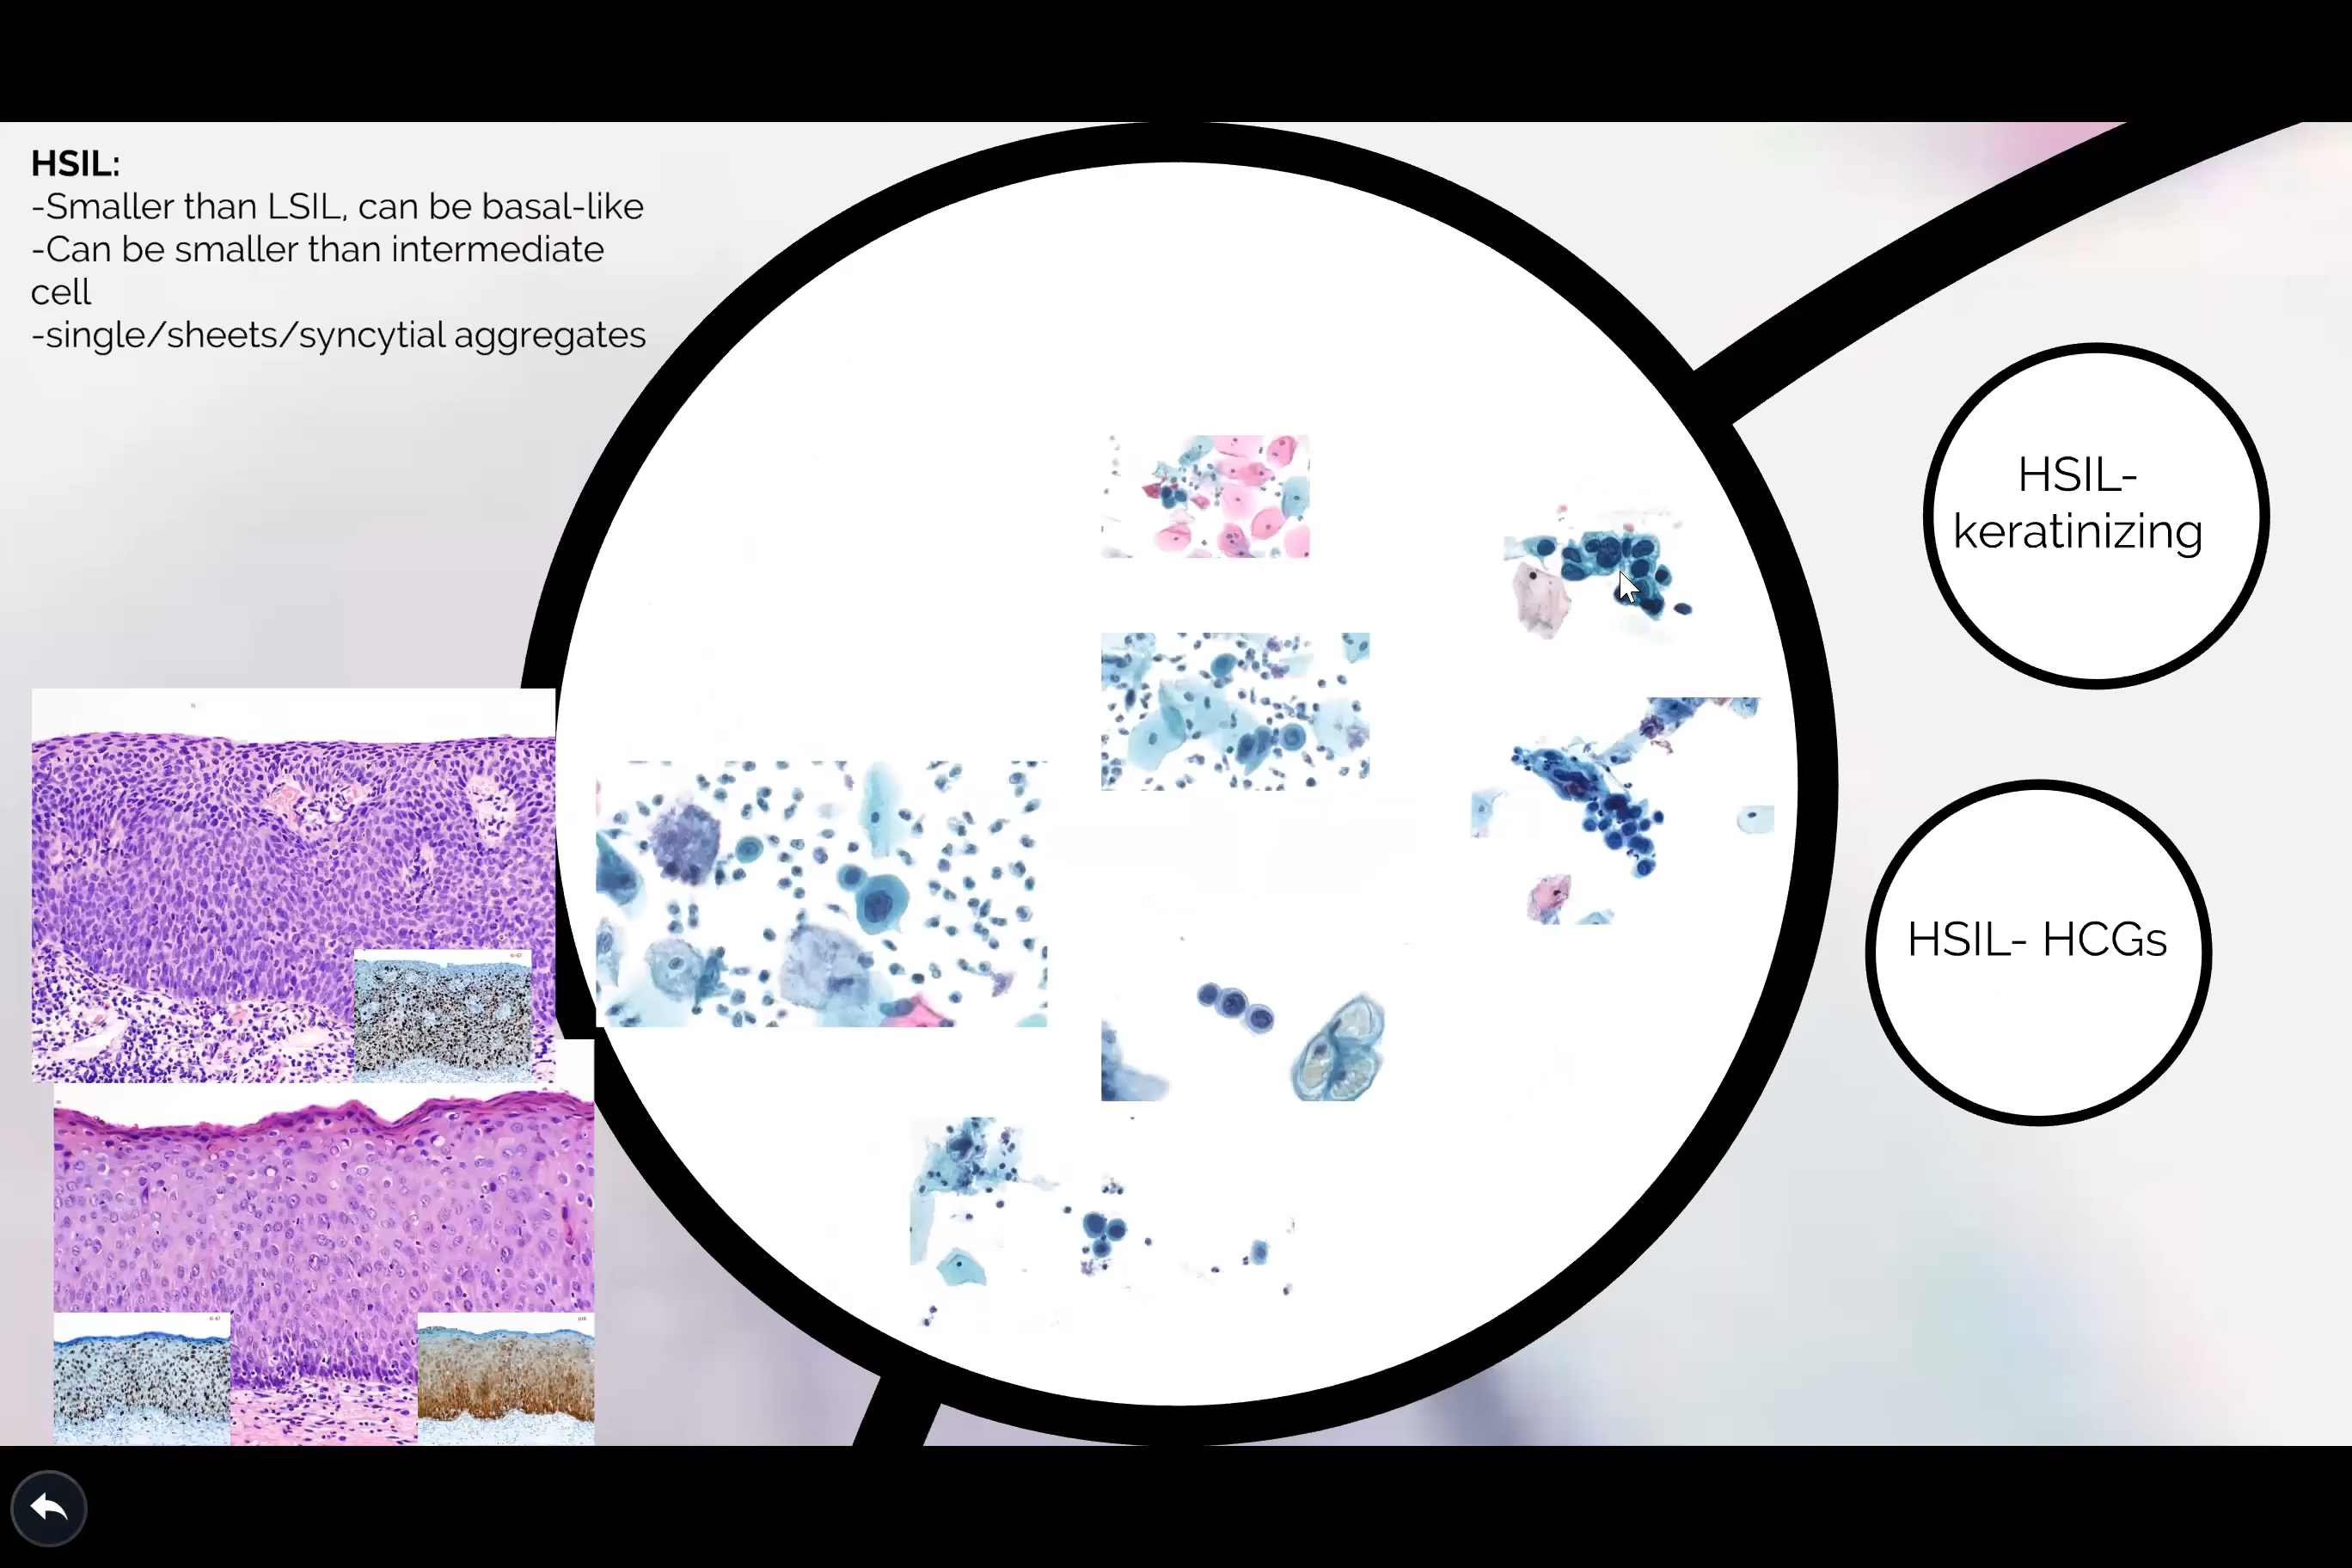 HSIL:
-Smaller than LSIL, can be basal-like
-Can be smaller than intermediate
cell
-single/sheets/syncytial aggregates
HSIL-
keratinizing
HSIL- HCGs